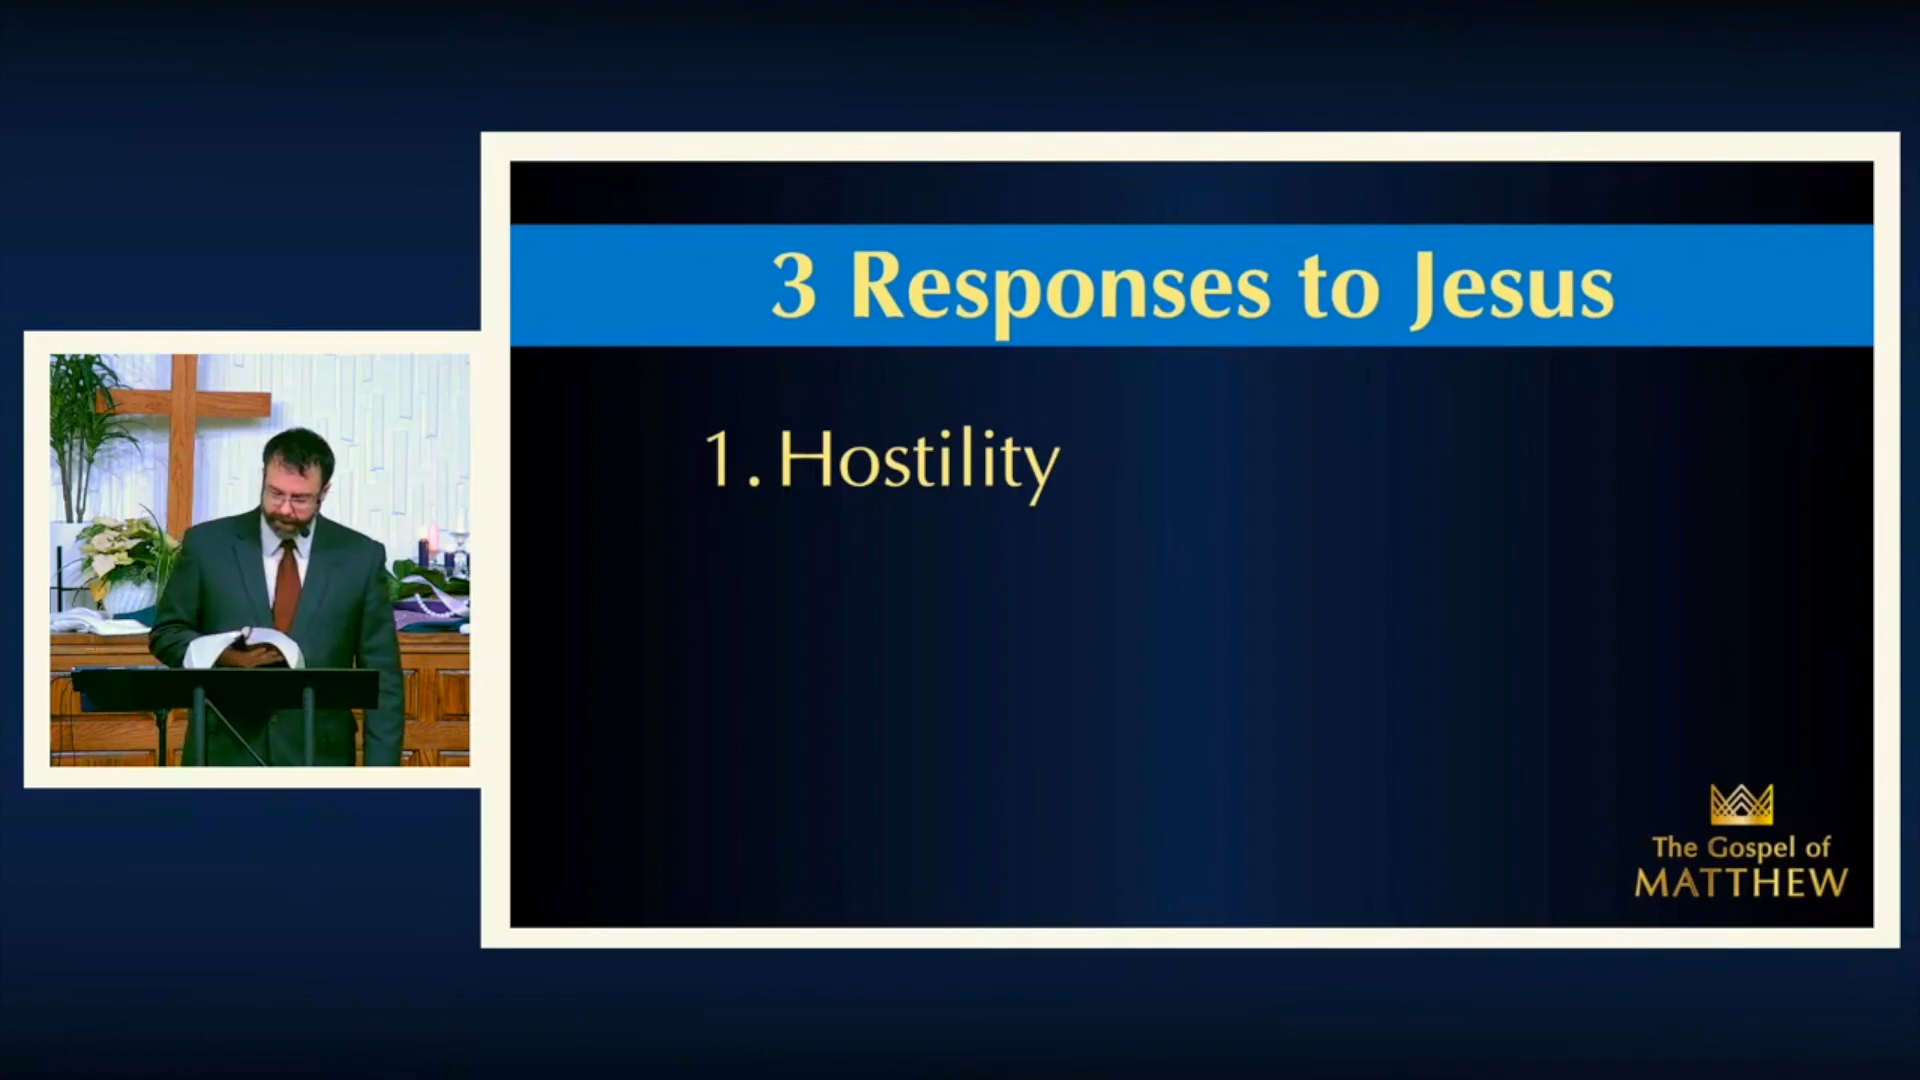 3 Responses to Jesus
1. Hostility
The Gospel of
MATTHEW